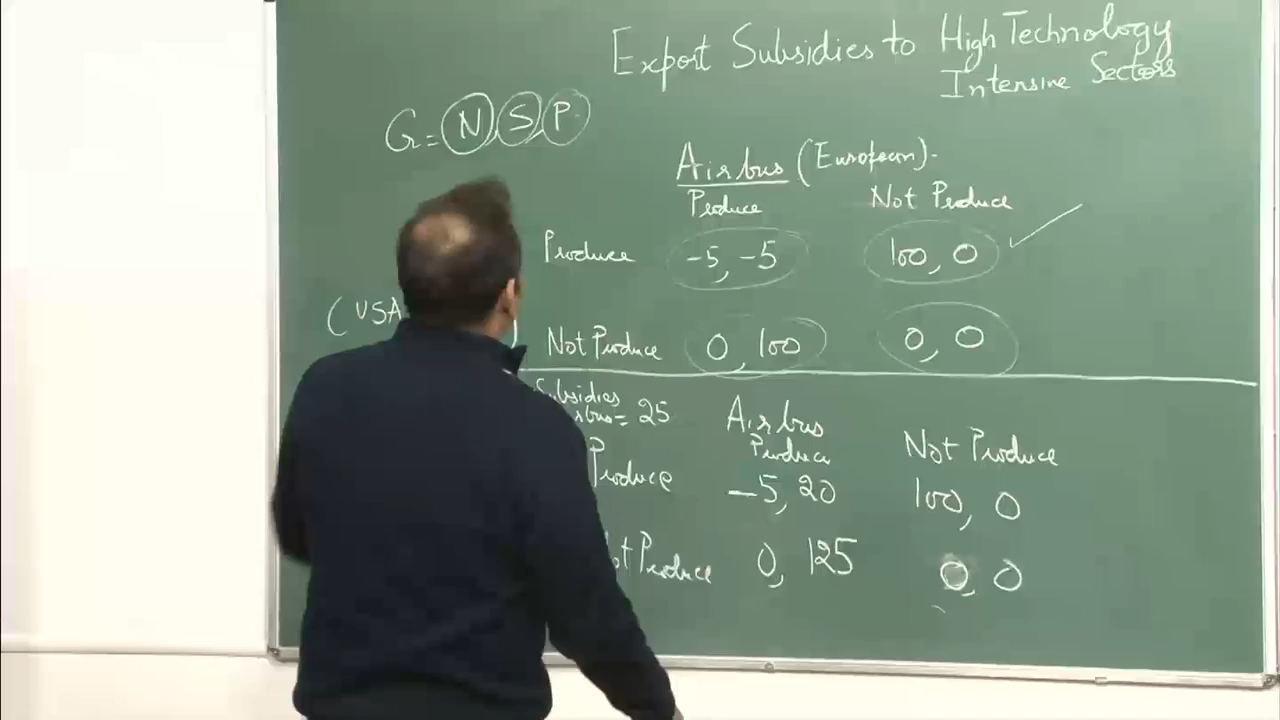 Export Subsidies to High Technology
Intensive Sectors
G = N, S, P
Airbus (European).
Produce Not Produce
Produce -5, -5 100, 0
(USA
Not Produce 0, 100 0, 0
Subsidies
= 25 Airbus
Produce Not Produce
Produce -5, 20 100, 0
Produce 0, 125 0, 0